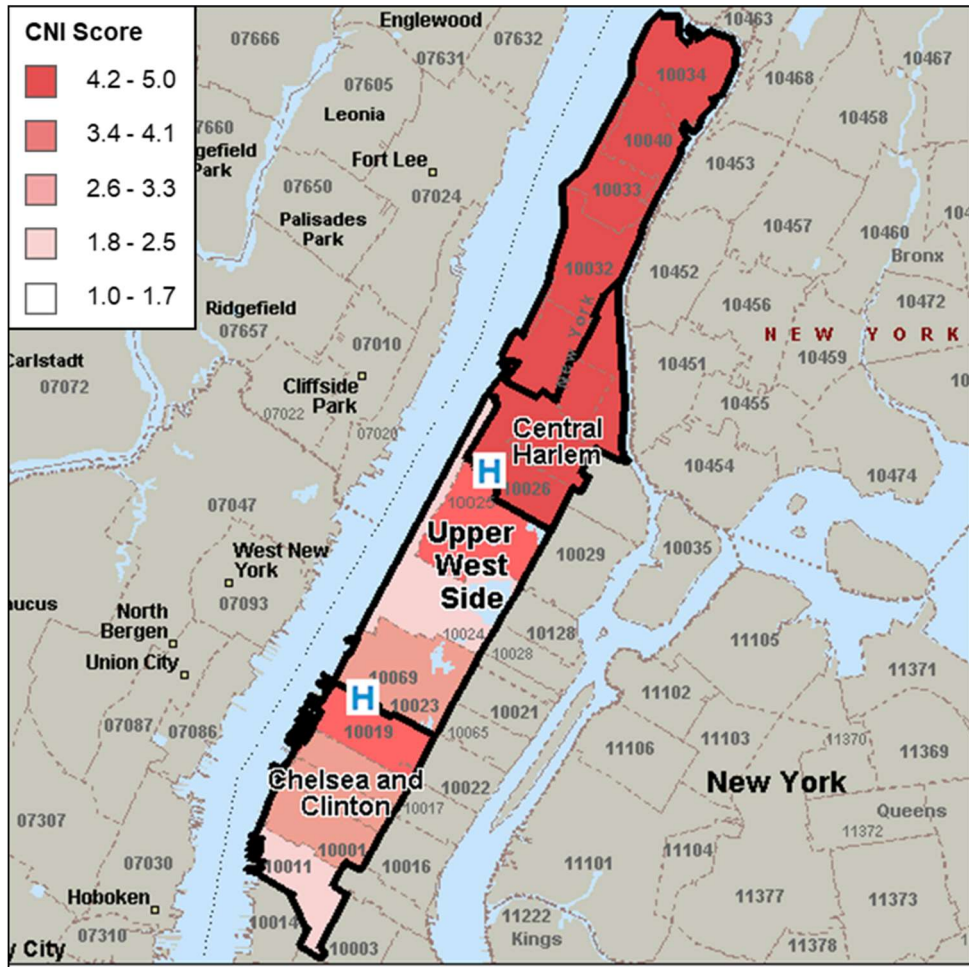 CNI Score
4.2 - 5.0
3.4 - 4.1
2.6 - 3.3
1.8 - 2.5
1.0 - 1.7
Englewood
07666
07632
07631
07605
Leonia
7660
gefield
Park
Fort Lee
07650
07024
Palisades
Park
Ridgefield
07657
07010
Carlstadt
07072
Cliffside
Park
07022
07020
10463
10034
10468
10467
10458
10040
10453
10033
10457
10460
104
Bronx
10032
10452
10456
10472
NEW YORK
NEW YORK
10459
10451
10455
10
Central
Harlem
H
10026
10025
10454
10474
07047
Upper
West
Side
10029
10035
West New
York
07093
aucus
North
Bergen
Union City
10024
10128
10028
11105
11371
10069
H
10023
10021
11102
07087
07086
10019
10065
11106
11103
11370
11369
Chelsea and
Clinton
10022
10017
New York
Queens
07307
11372
07030
10011
10001
10016
11101
11104
Hoboken
11377
11373
07310
10014
11222
Kings
y City
10003
11378